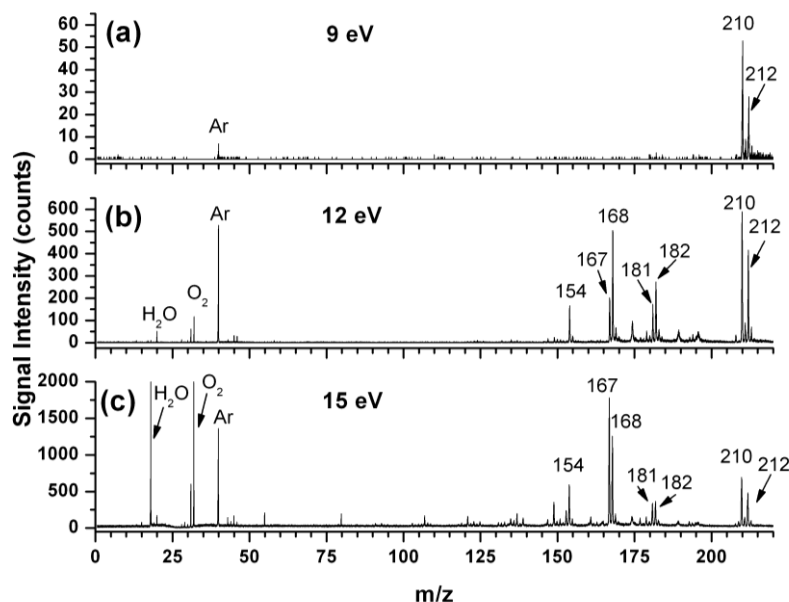 Signal Intensity (counts)
(a)
9 eV
60
50
40
30
20
10
0
Ar
210
212
(b)
12 eV
600
500
400
300
200
100
0
H₂O
O₂
Ar
154
167
168
181
182
210
212
(c)
15 eV
2000
1500
1000
500
0
H₂O
O₂
Ar
154
167
168
181
182
210
212
0 25 50 75 100 125 150 175 200
m/z